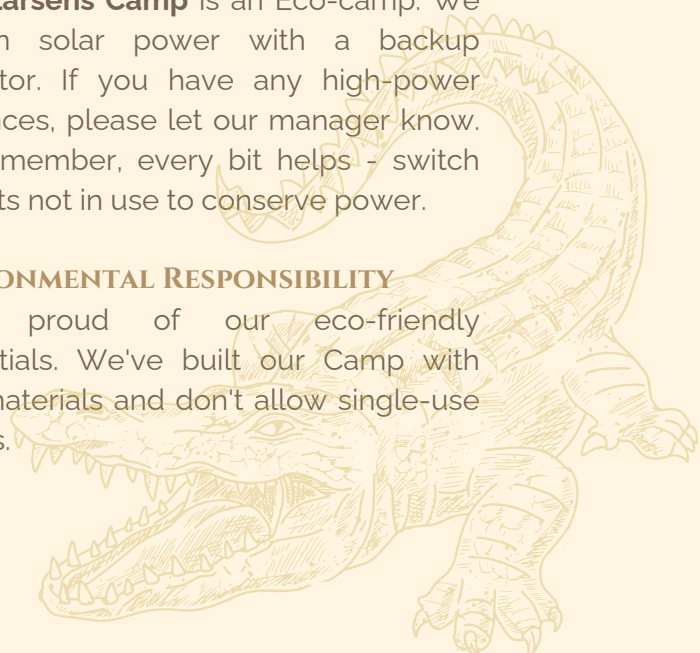 arsens Camp is an Eco-camp. We
n solar power with a backup
tor. If you have any high-power
nces, please let our manager know.
member, every bit helps - switch
ts not in use to conserve power.
ONMENTAL RESPONSIBILITY
proud of our eco-friendly
tials. We've built our Camp with
materials and don't allow single-use
s.